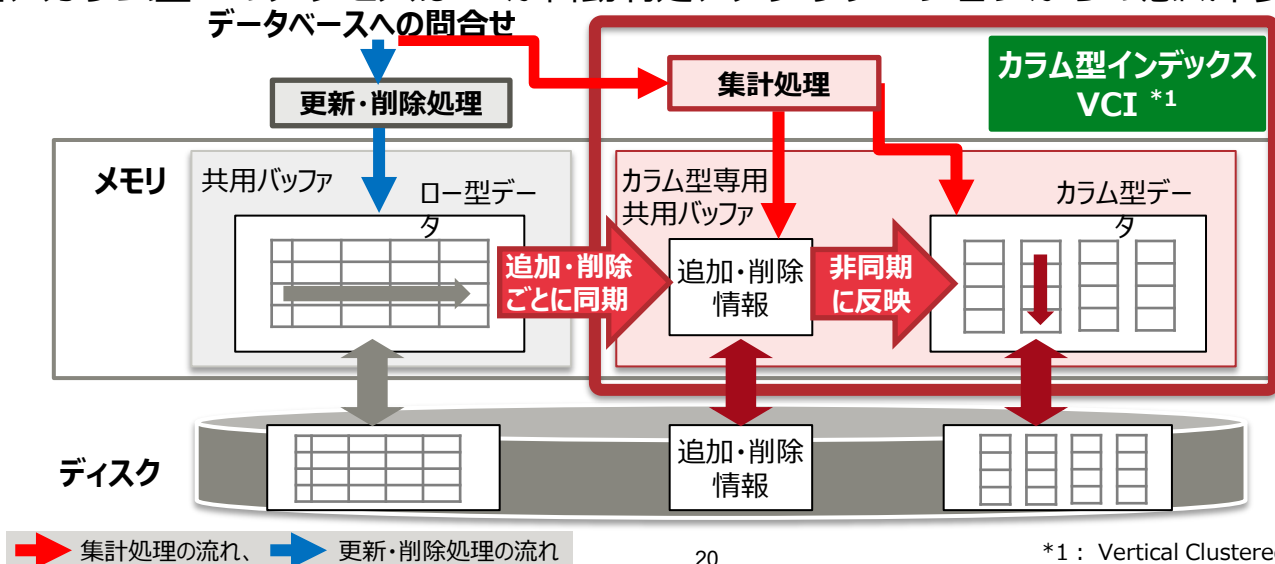 データベースへの問合せ
更新・削除処理
集計処理
カラム型インデックス
VCI *1
メモリ
共用バッファ
ロー型デー
タ
カラム型専用
共用バッファ
カラム型デー
タ
追加・削除
ごとに同期
追加・削除
情報
非同期
に反映
ディスク
追加・削除
情報
集計処理の流れ、
更新・削除処理の流れ
20
*1： Vertical Clustered